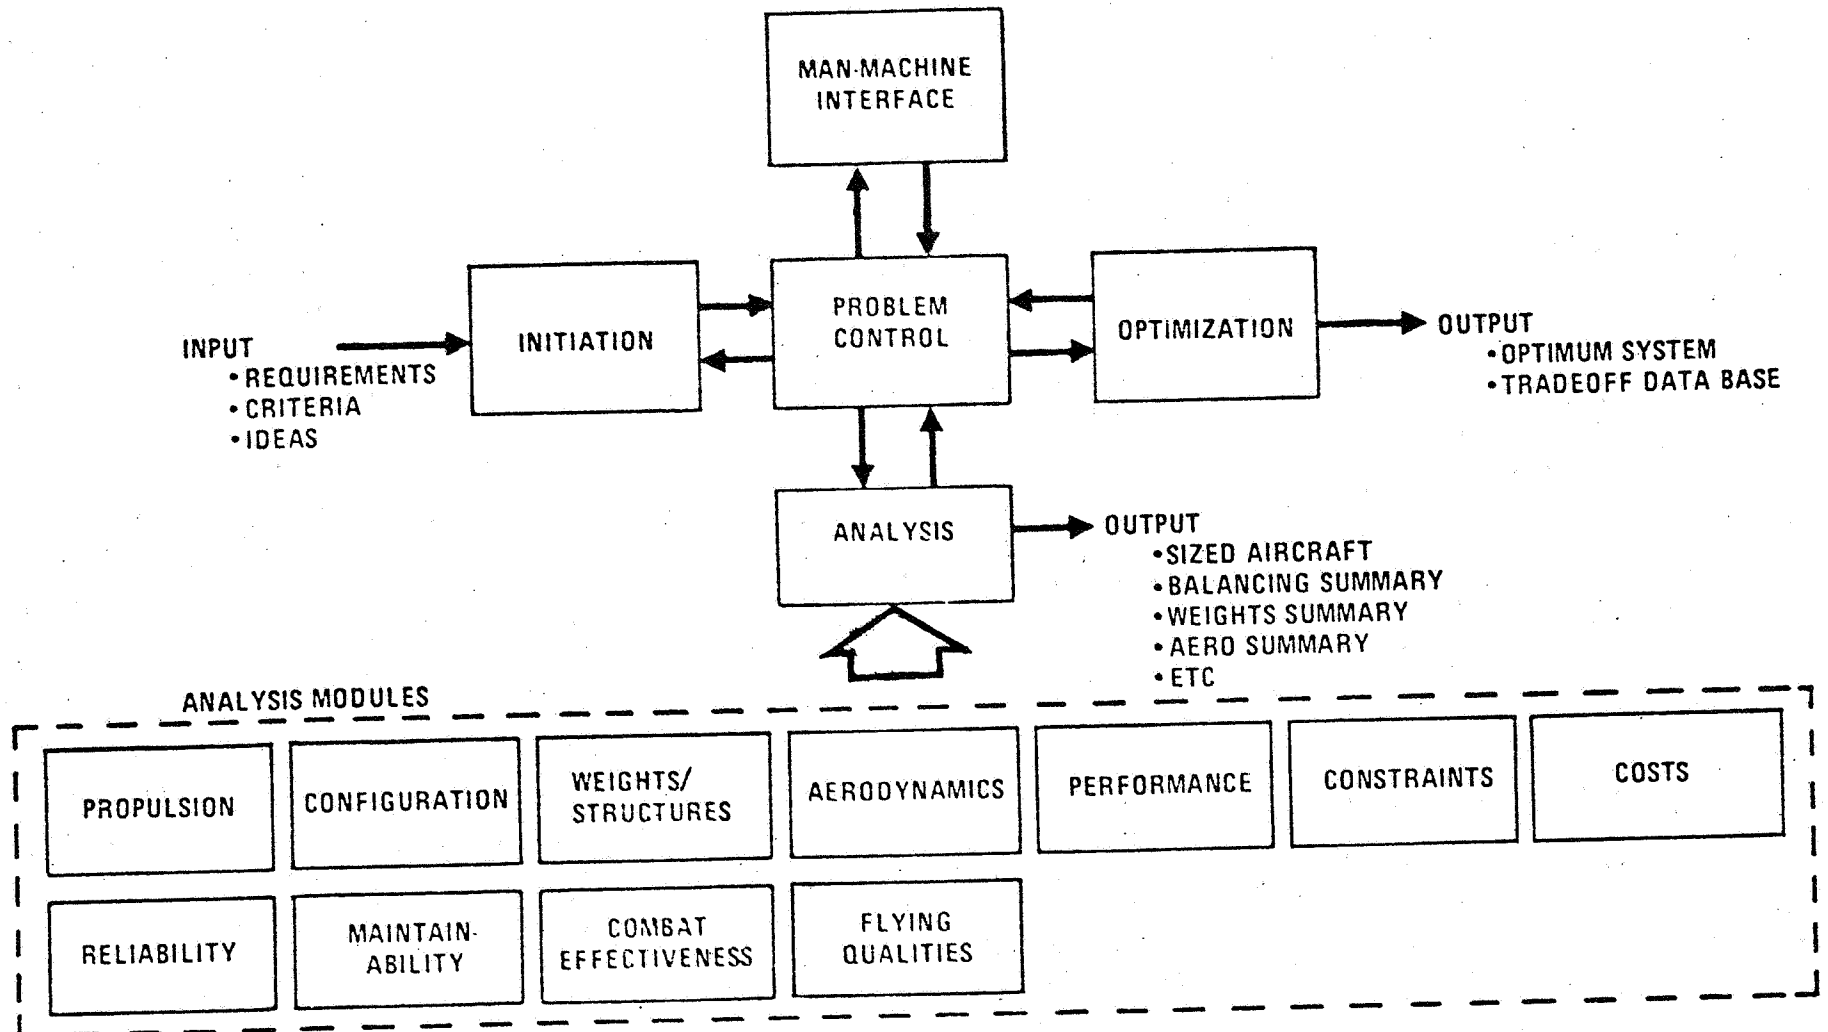 MAN-MACHINE
INTERFACE
INITIATION
PROBLEM
CONTROL
OPTIMIZATION
INPUT
• REQUIREMENTS
• CRITERIA
• IDEAS
OUTPUT
• OPTIMUM SYSTEM
• TRADEOFF DATA BASE
ANALYSIS
OUTPUT
• SIZED AIRCRAFT
• BALANCING SUMMARY
• WEIGHTS SUMMARY
• AERO SUMMARY
• ETC
ANALYSIS MODULES
PROPULSION
CONFIGURATION
WEIGHTS/
STRUCTURES
AERODYNAMICS
PERFORMANCE
CONSTRAINTS
COSTS
RELIABILITY
MAINTAIN-
ABILITY
COMBAT
EFFECTIVENESS
FLYING
QUALITIES